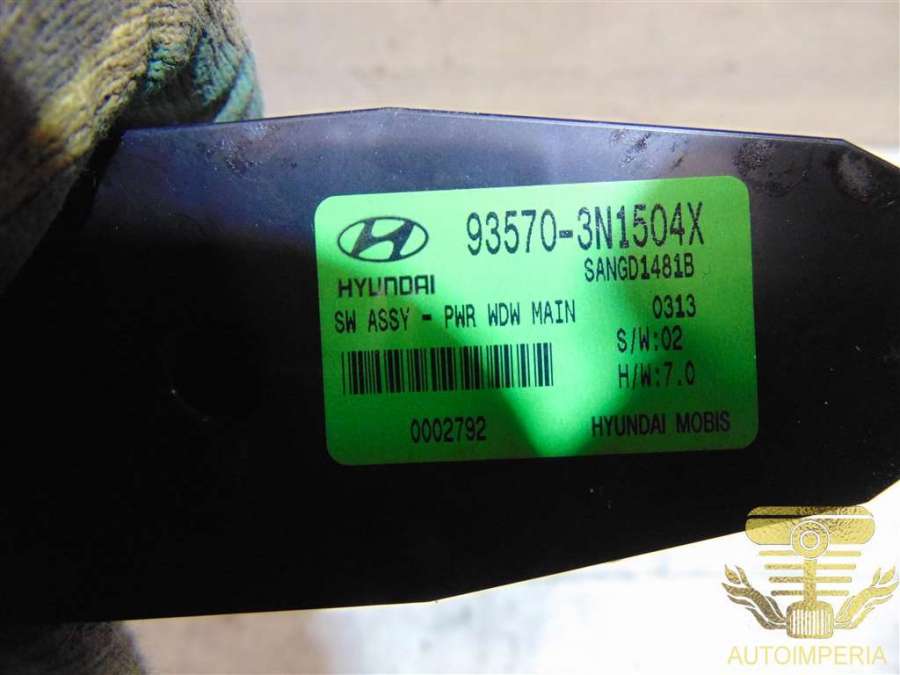 93570-3N1504X
SANGD1481B
HYUNDAI
SW ASSY - PWR WDW MAIN 0313
S/W:02
H/W:7.0
0002792 HYUNDAI MOBIS
AUTOIMPERIA